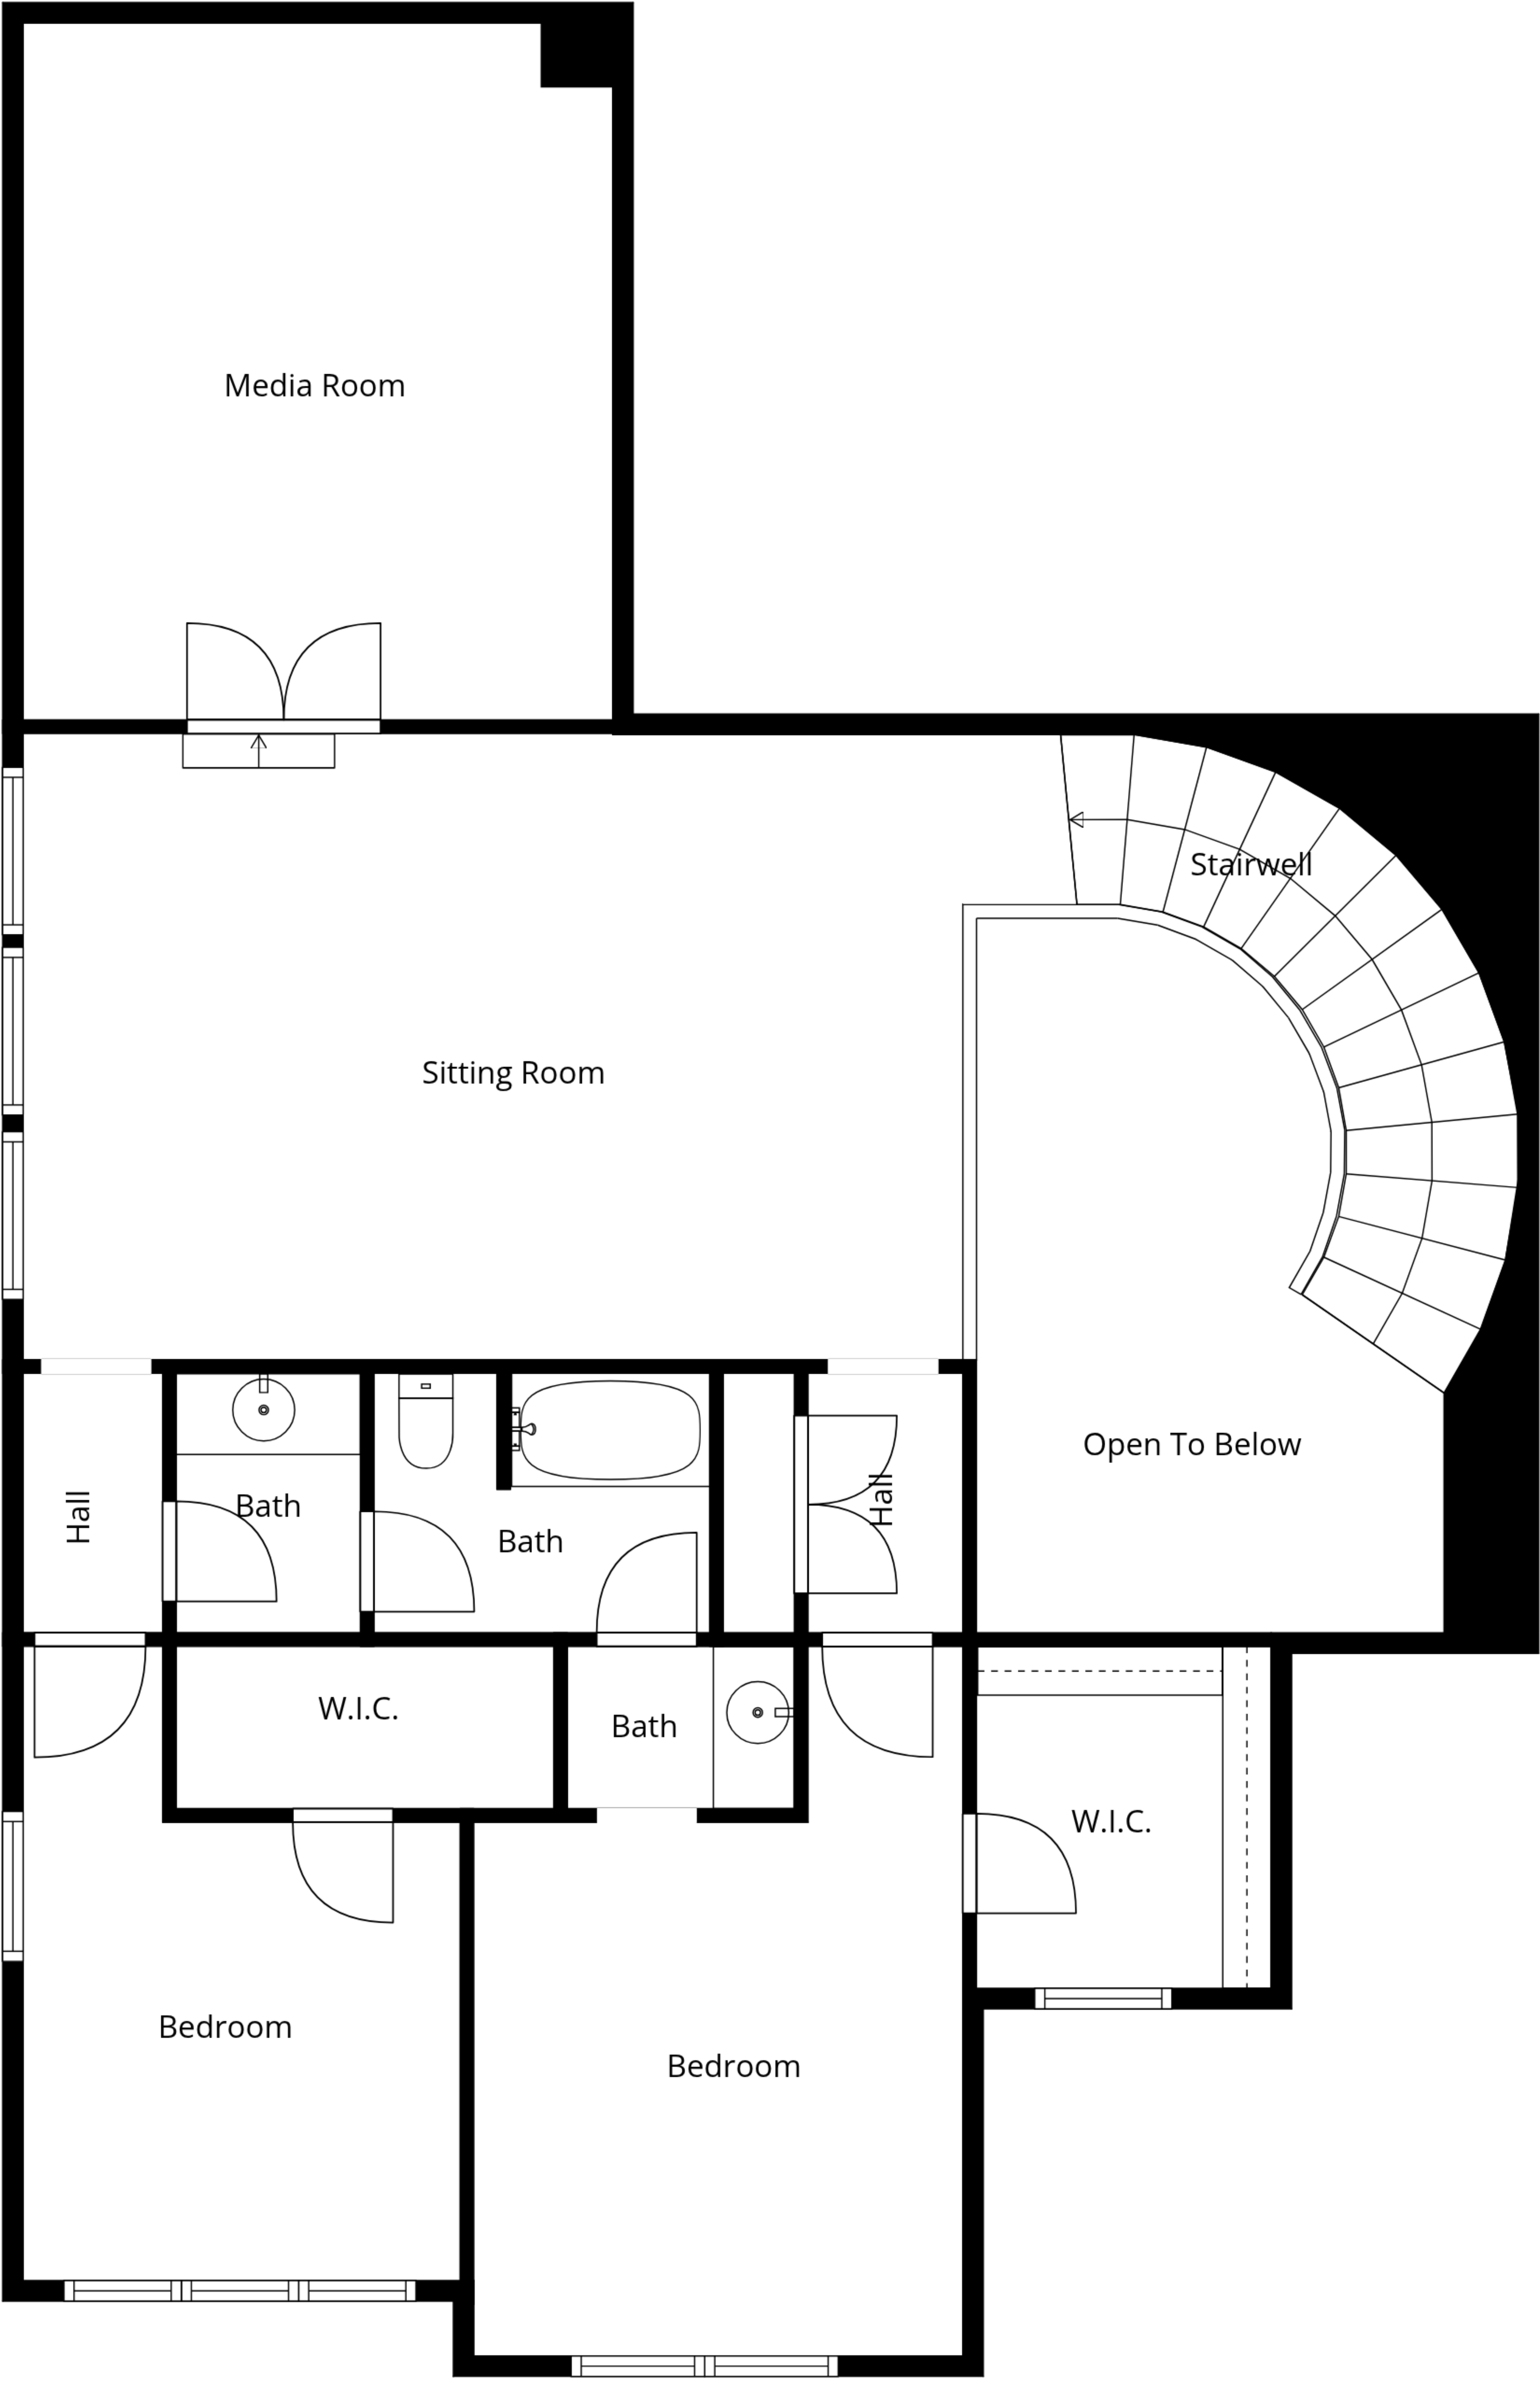 Media Room
Stairwell
Sitting Room
Open To Below
Hall
Bath
Bath
Hall
W.I.C.
Bath
W.I.C.
Bedroom
Bedroom